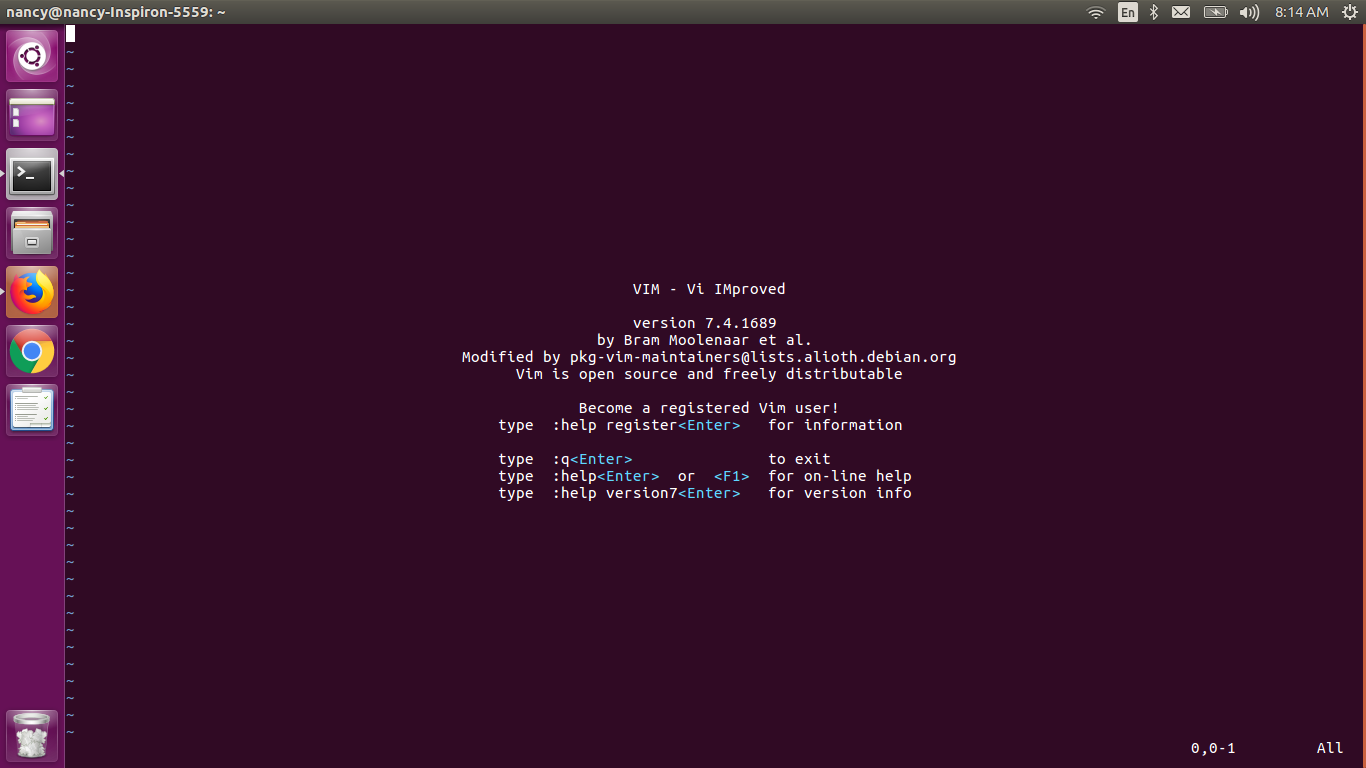 nancy@nancy-Inspiron-5559: ~
En
8:14 AM
VIM - Vi IMproved
version 7.4.1689
by Bram Moolenaar et al.
Modified by pkg-vim-maintainers@lists.alioth.debian.org
Vim is open source and freely distributable
Become a registered Vim user!
type  :help register<Enter>   for information
type  :q<Enter>               to exit
type  :help<Enter>  or  <F1>  for on-line help
type  :help version7<Enter>   for version info
0,0-1         All